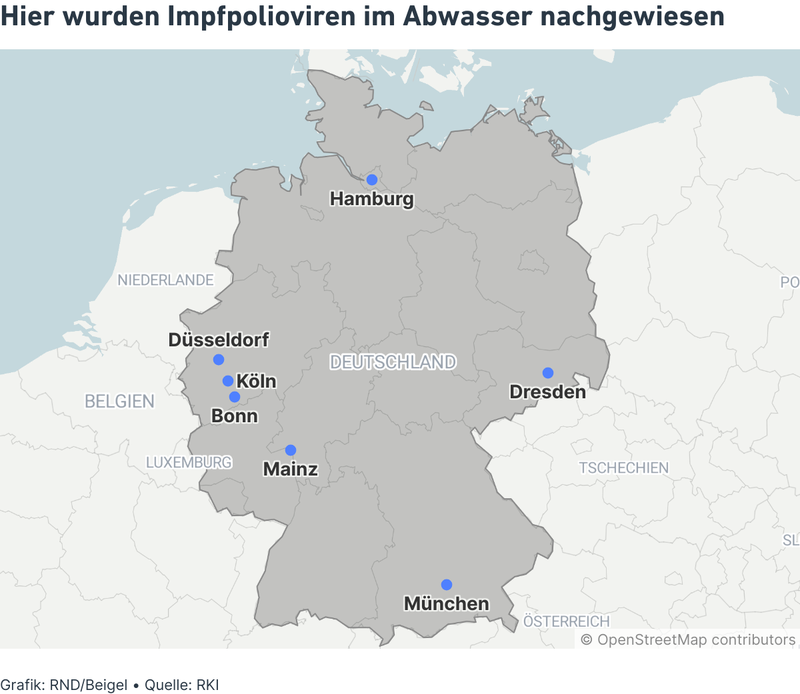 Hier wurden Impfpolioviren im Abwasser nachgewiesen
Hamburg
NIEDERLANDE
PO
Düsseldorf
DEUTSCHLAND
Köln
Dresden
BELGIEN
Bonn
LUXEMBURG
Mainz
TSCHECHIEN
SL
München
ÖSTERREICH
© OpenStreetMap contributors
Grafik: RND/Beigel • Quelle: RKI